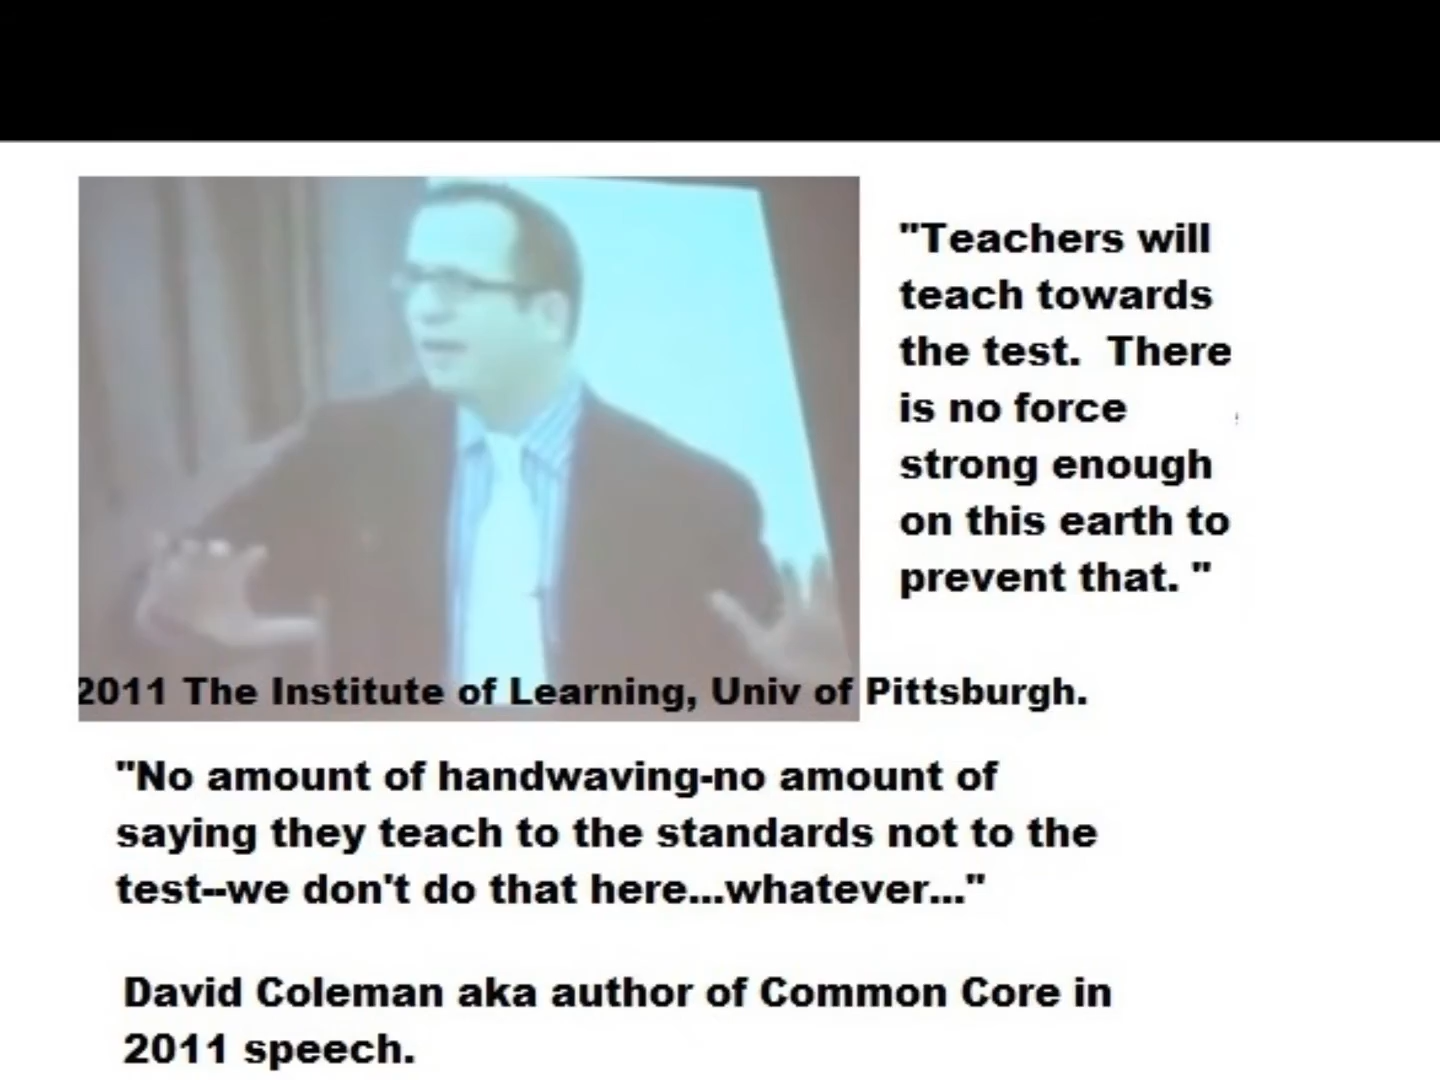 "Teachers will
teach towards
the test.  There
is no force
strong enough
on this earth to
prevent that. "
2011 The Institute of Learning, Univ of Pittsburgh.
"No amount of handwaving-no amount of
saying they teach to the standards not to the
test--we don't do that here...whatever..."
David Coleman aka author of Common Core in
2011 speech.